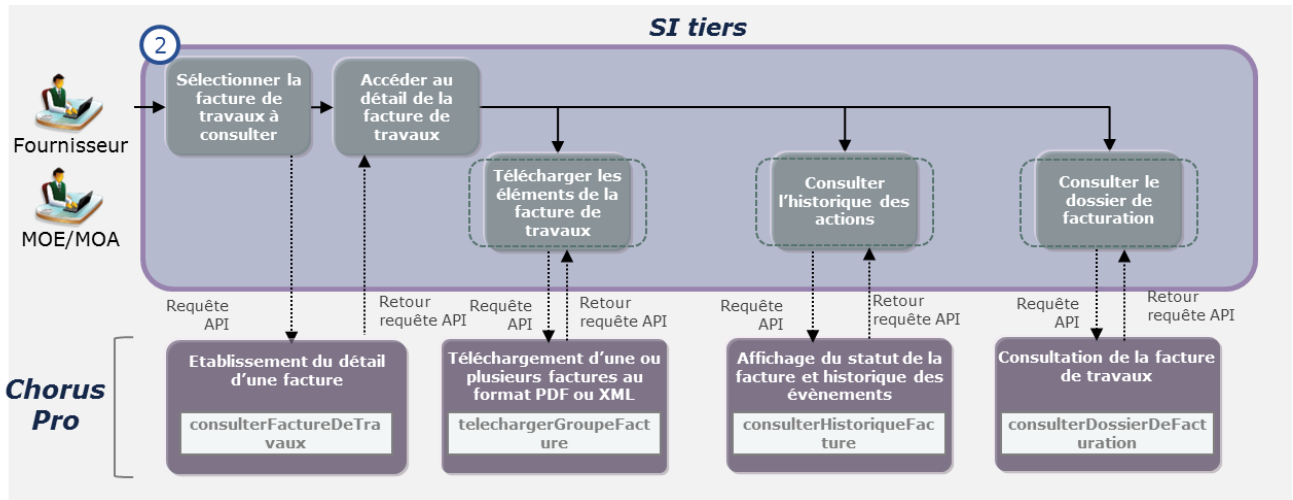 SI tiers
2
Sélectionner la
facture de
travaux à
consulter
Accéder au
détail de la
facture de
travaux
Fournisseur
MOE/MOA
Télécharger les
éléments de la
facture de
travaux
Consulter
l’historique des
actions
Consulter le
dossier de
facturation
Requête
API
Retour
requête API
Requête
API
Retour
requête API
Requête
API
Retour
requête API
Requête
API
Retour
requête API
Chorus
Pro
Etablissement du détail
d’une facture
consulterFactureDeTra
vaux
Téléchargement d’une ou
plusieurs factures au
format PDF ou XML
telechargerGroupeFact
ure
Affichage du statut de la
facture et historique des
évènements
consulterHistoriqueFac
ture
Consultation de la facture
de travaux
consulterDossierDeFact
uration